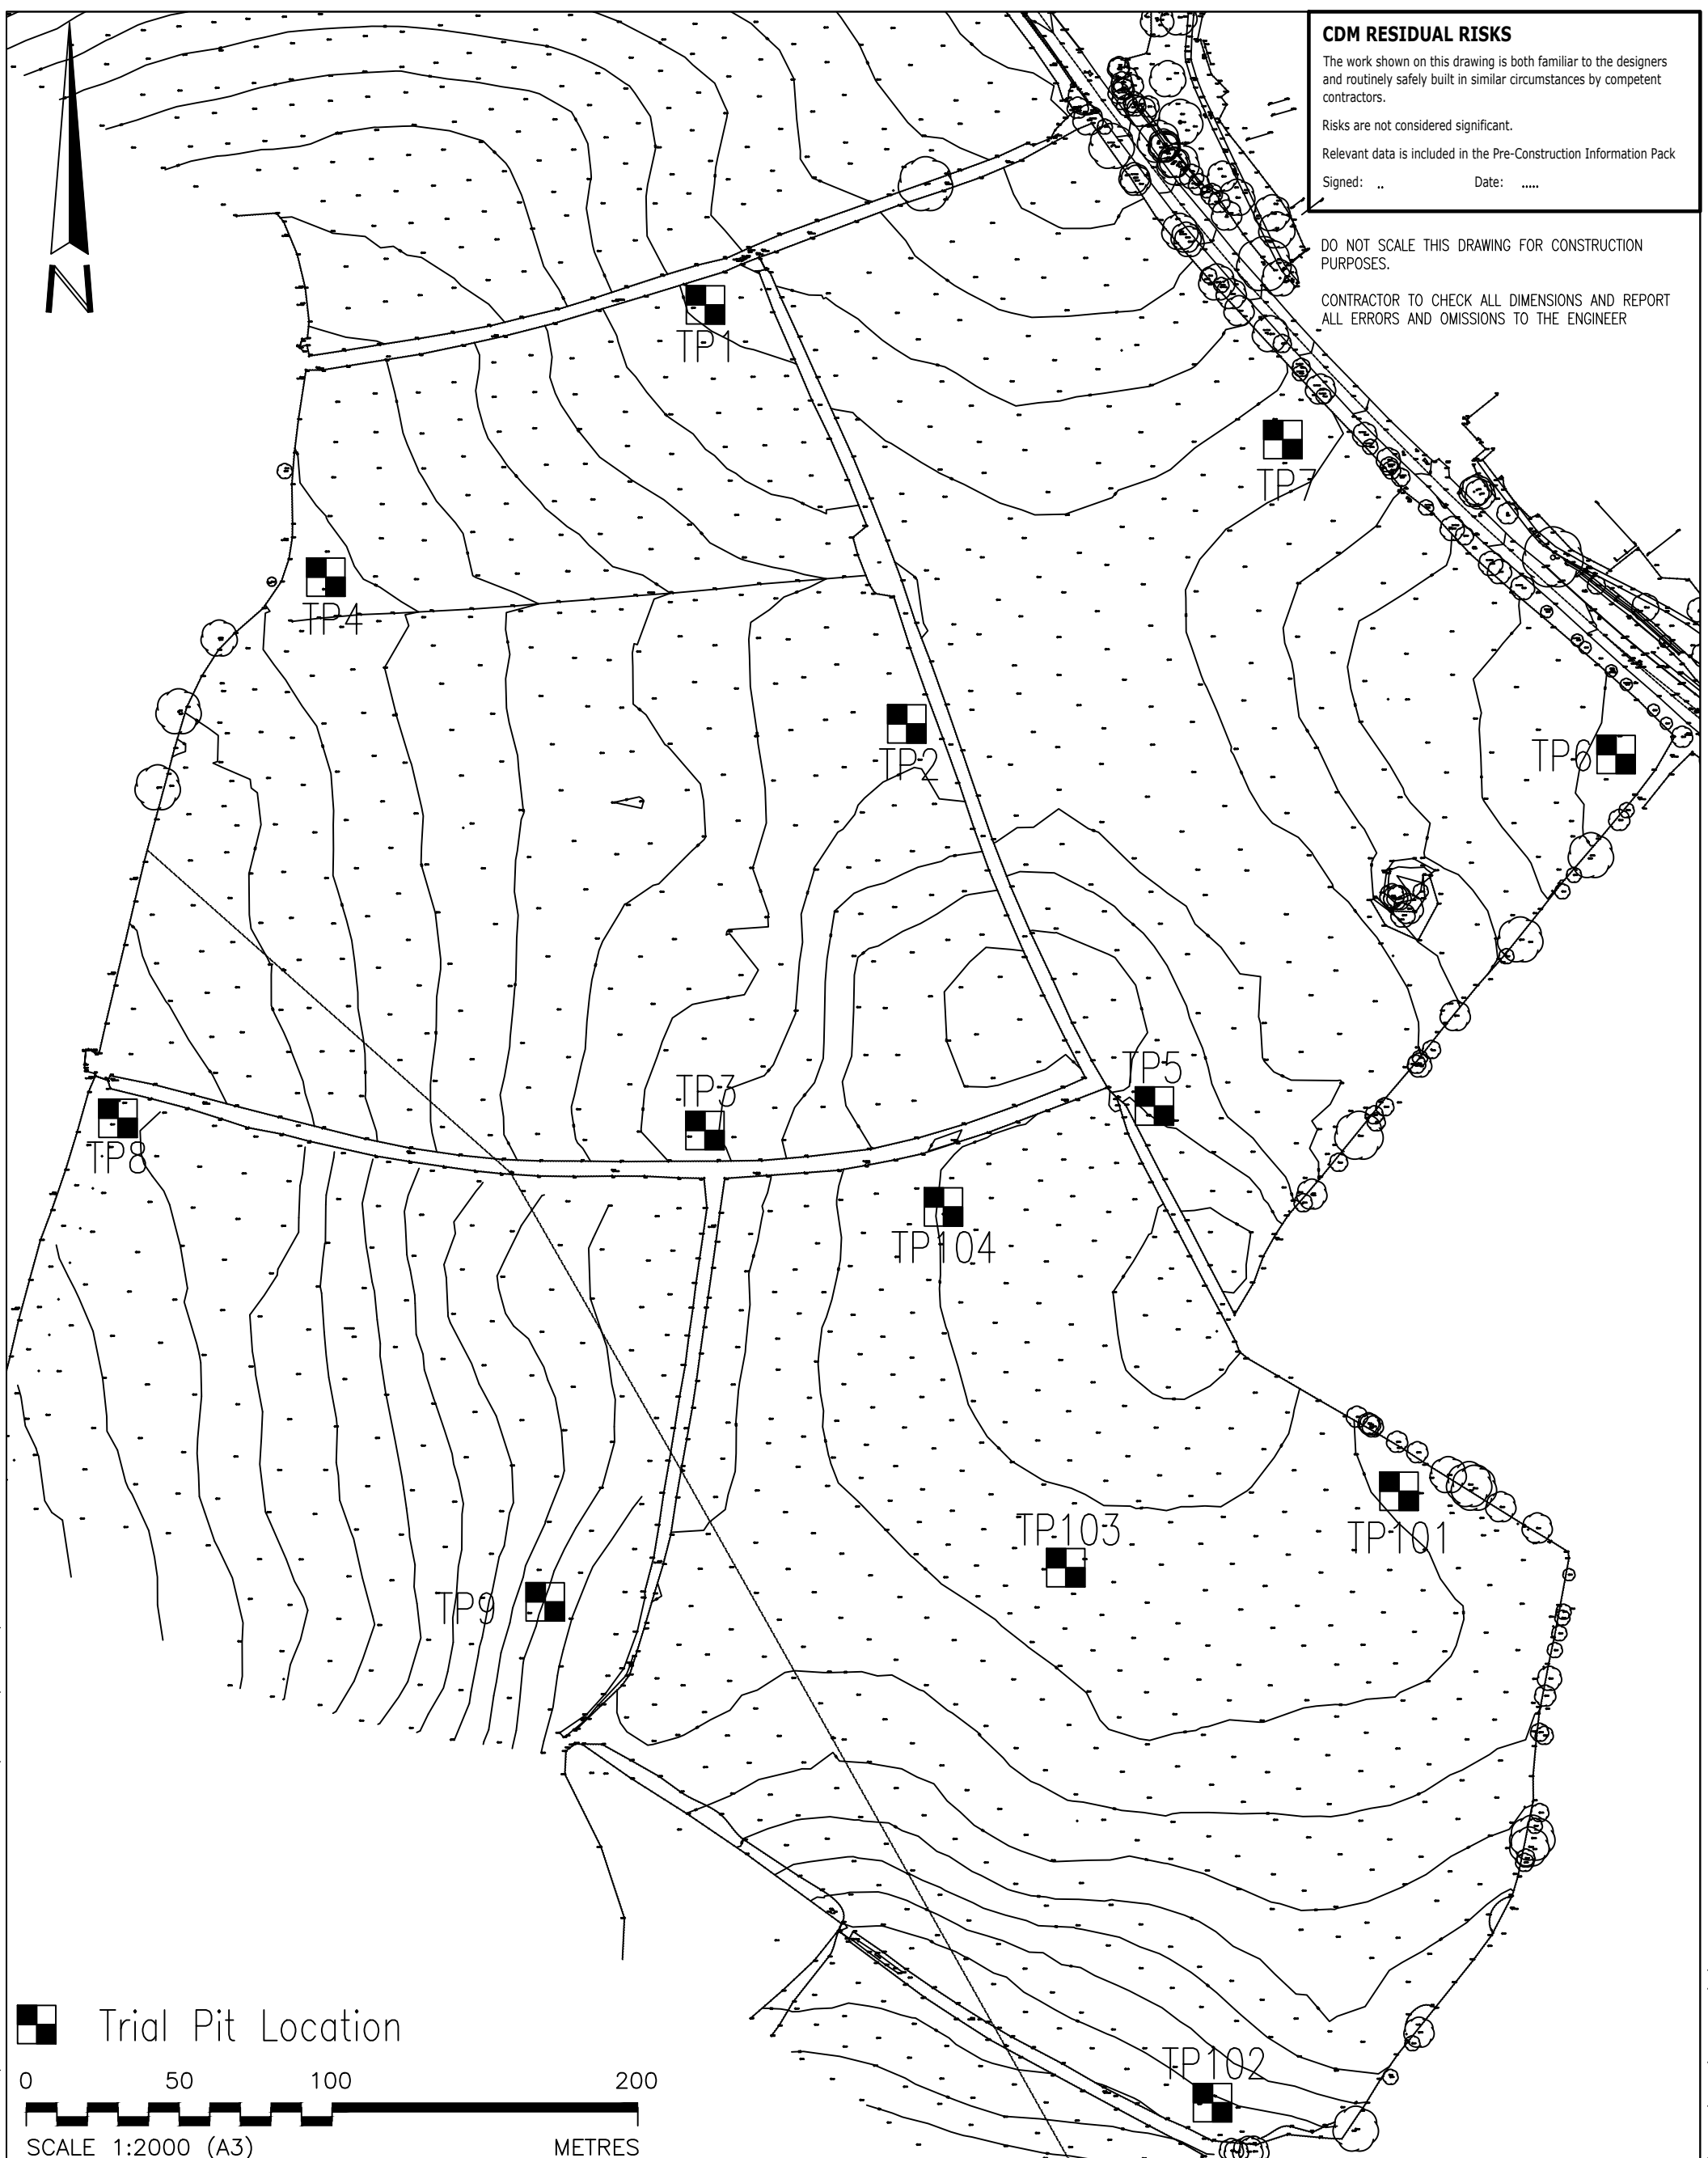 CDM RESIDUAL RISKS
The work shown on this drawing is both familiar to the designers
and routinely safely built in similar circumstances by competent
contractors.
Risks are not considered significant.
Relevant data is included in the Pre-Construction Information Pack
Signed: .. Date: .....
DO NOT SCALE THIS DRAWING FOR CONSTRUCTION
PURPOSES.
CONTRACTOR TO CHECK ALL DIMENSIONS AND REPORT
ALL ERRORS AND OMISSIONS TO THE ENGINEER
N
TP1
TP7
TP4
TP2
TP6
TP5
TP3
TP8
TP104
TP103
TP101
TP9
TP102
Trial Pit Location
0 50 100 200
SCALE 1:2000 (A3) METRES